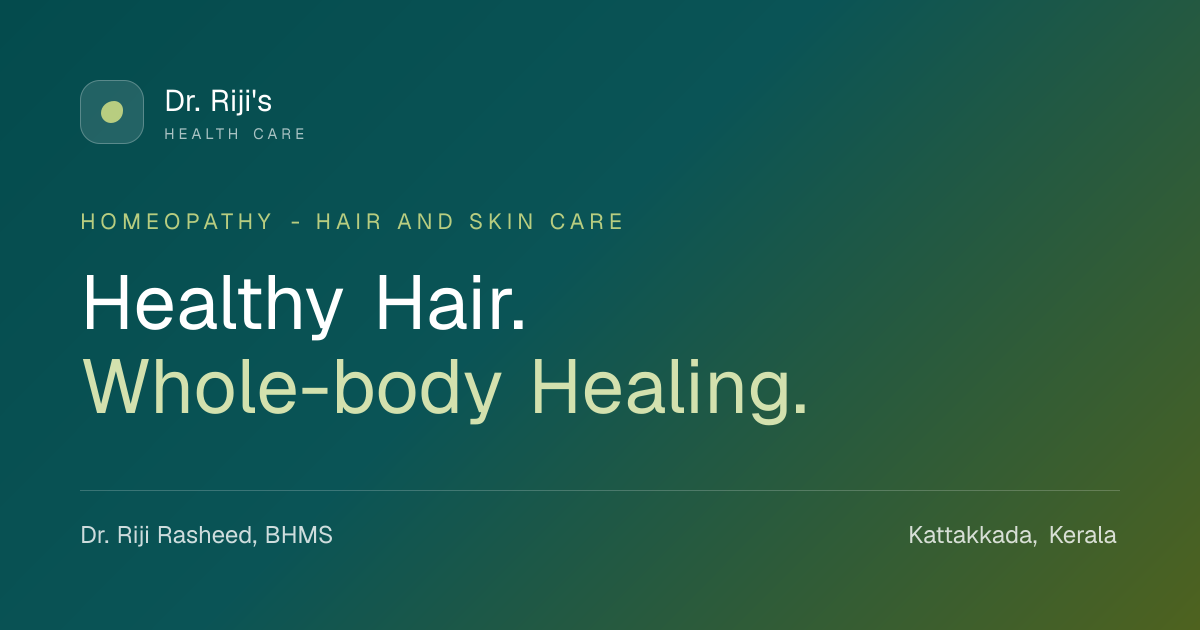 Dr. Riji's
HEALTH CARE
HOMEOPATHY - HAIR AND SKIN CARE
Healthy Hair.
Whole-body Healing.
Dr. Riji Rasheed, BHMS
Kattakkada, Kerala